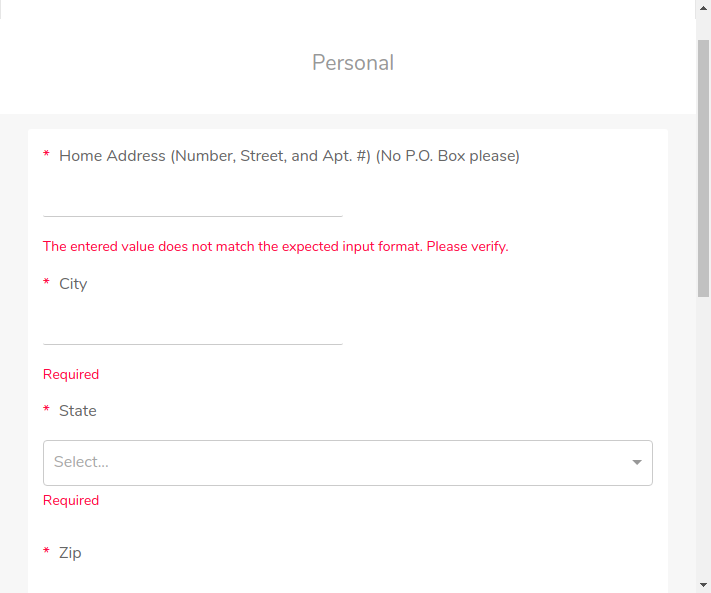 Personal
* Home Address (Number, Street, and Apt. #) (No P.O. Box please)
The entered value does not match the expected input format. Please verify.
* City
Required
* State
Select...
Required
* Zip